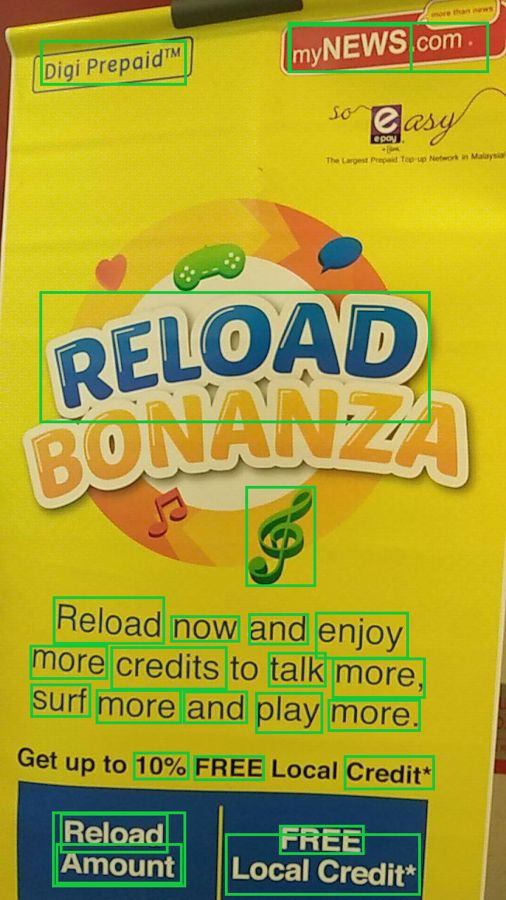 more than news
Digi Prepaid™
myNEWS.com
so easy
e
e-pay
The Largest Prepaid Top-up Network in Malaysia
RELOAD
BONANZA
Reload now and enjoy
more credits to talk more,
surf more and play more.
Get up to 10% FREE Local Credit*
Reload
Amount
FREE
Local Credit*